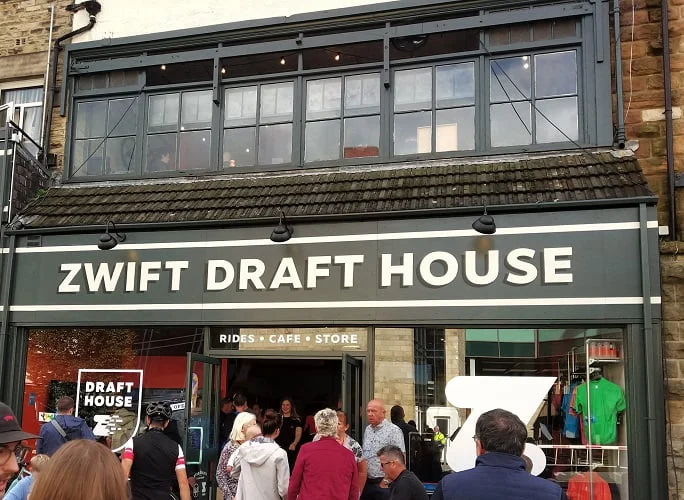 ZWIFT DRAFT HOUSE
RIDES • CAFE • STORE
DRAFT
HOUSE